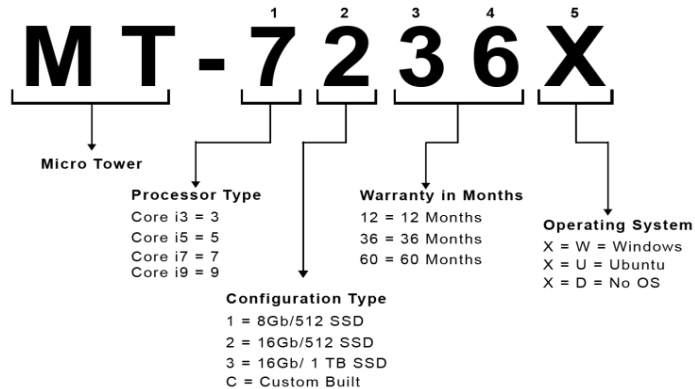 1 2 3 4 5
MT-7236X
Micro Tower
Processor Type
Core i3 = 3
Core i5 = 5
Core i7 = 7
Core i9 = 9
Configuration Type
1 = 8Gb/512 SSD
2 = 16Gb/512 SSD
3 = 16Gb/ 1 TB SSD
C = Custom Built
Warranty in Months
12 = 12 Months
36 = 36 Months
60 = 60 Months
Operating System
X = W = Windows
X = U = Ubuntu
X = D = No OS